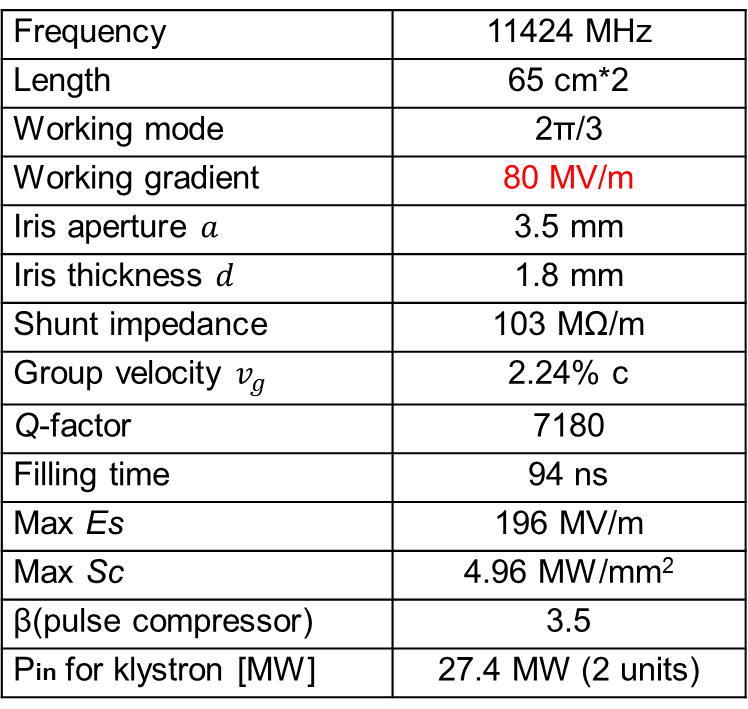 Frequency 11424 MHz
Length 65 cm*2
Working mode 2π/3
Working gradient 80 MV/m
Iris aperture a 3.5 mm
Iris thickness d 1.8 mm
Shunt impedance 103 MΩ/m
Group velocity v_g 2.24% c
Q-factor 7180
Filling time 94 ns
Max Es 196 MV/m
Max Sc 4.96 MW/mm²
β(pulse compressor) 3.5
Pin for klystron [MW] 27.4 MW (2 units)